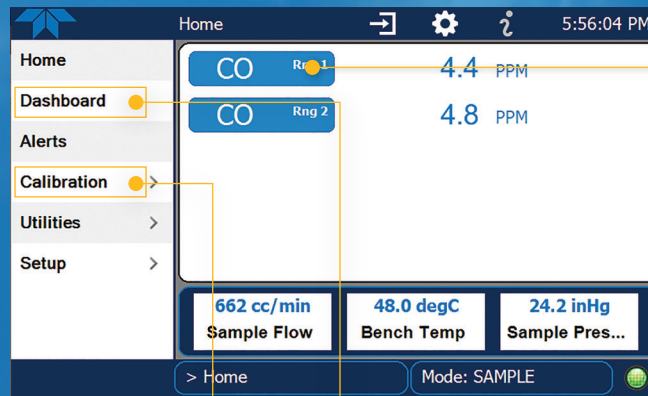 Home 5:56:04 PM
Home
Dashboard
Alerts
Calibration
Utilities
Setup
CO Rng 1 4.4 PPM
CO Rng 2 4.8 PPM
662 cc/min 48.0 degC 24.2 inHg
Sample Flow Bench Temp Sample Pres...
> Home Mode: SAMPLE